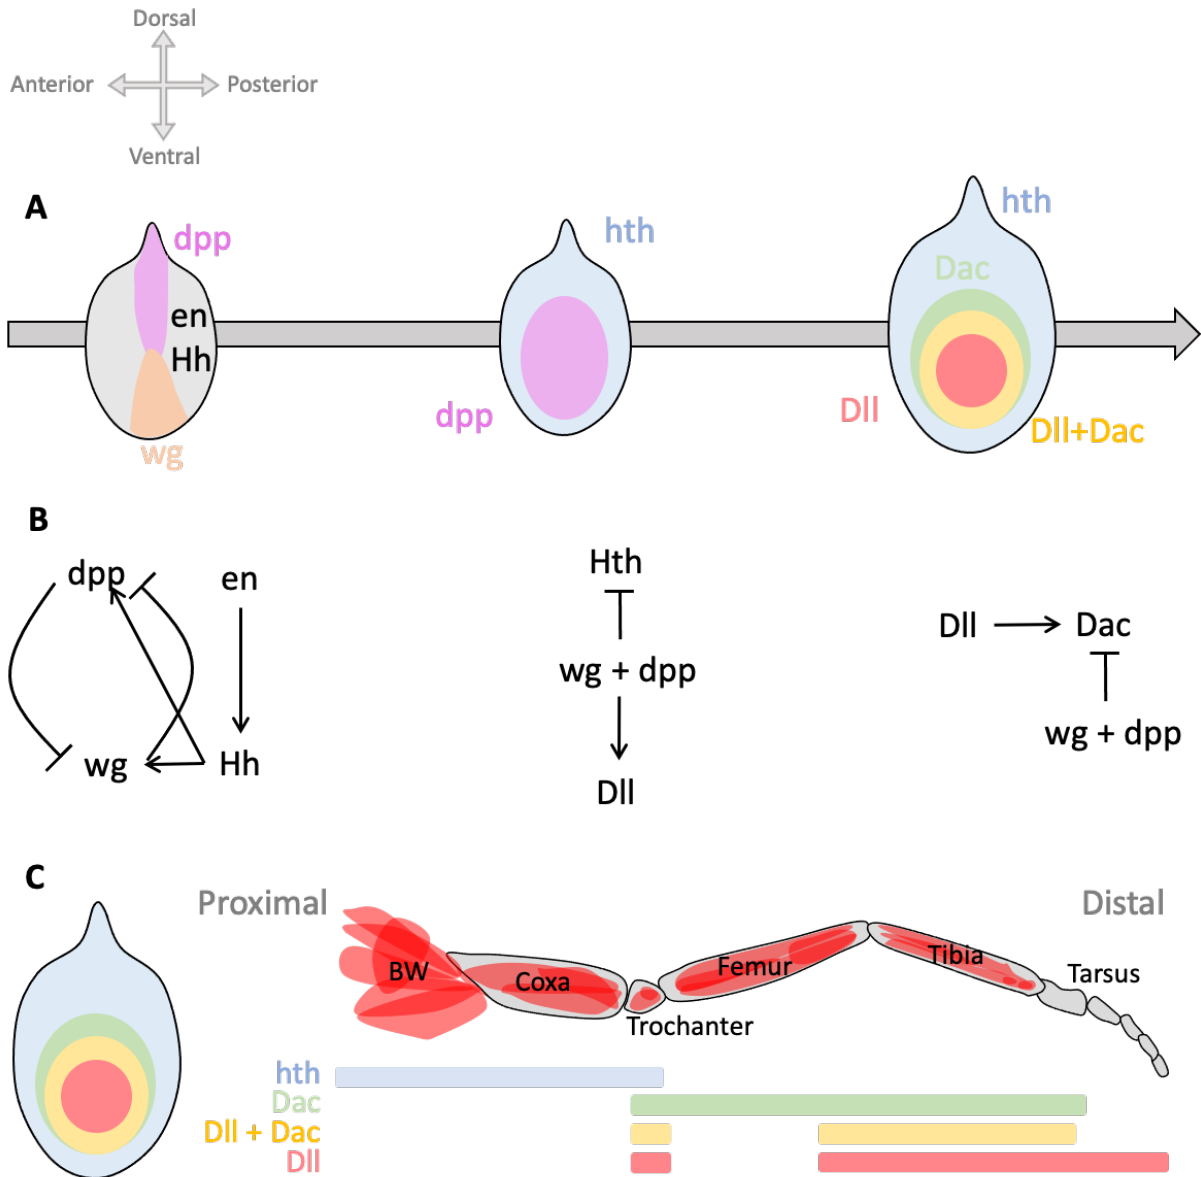 Dorsal
Anterior
Posterior
Ventral
A
dpp
en
Hh
wg
hth
dpp
hth
Dac
Dll
Dll+Dac
B
dpp
en
wg
Hh
Hth
wg + dpp
Dll
Dll
Dac
wg + dpp
C
Proximal
Distal
BW
Coxa
Trochanter
Femur
Tibia
Tarsus
hth
Dac
Dll + Dac
Dll